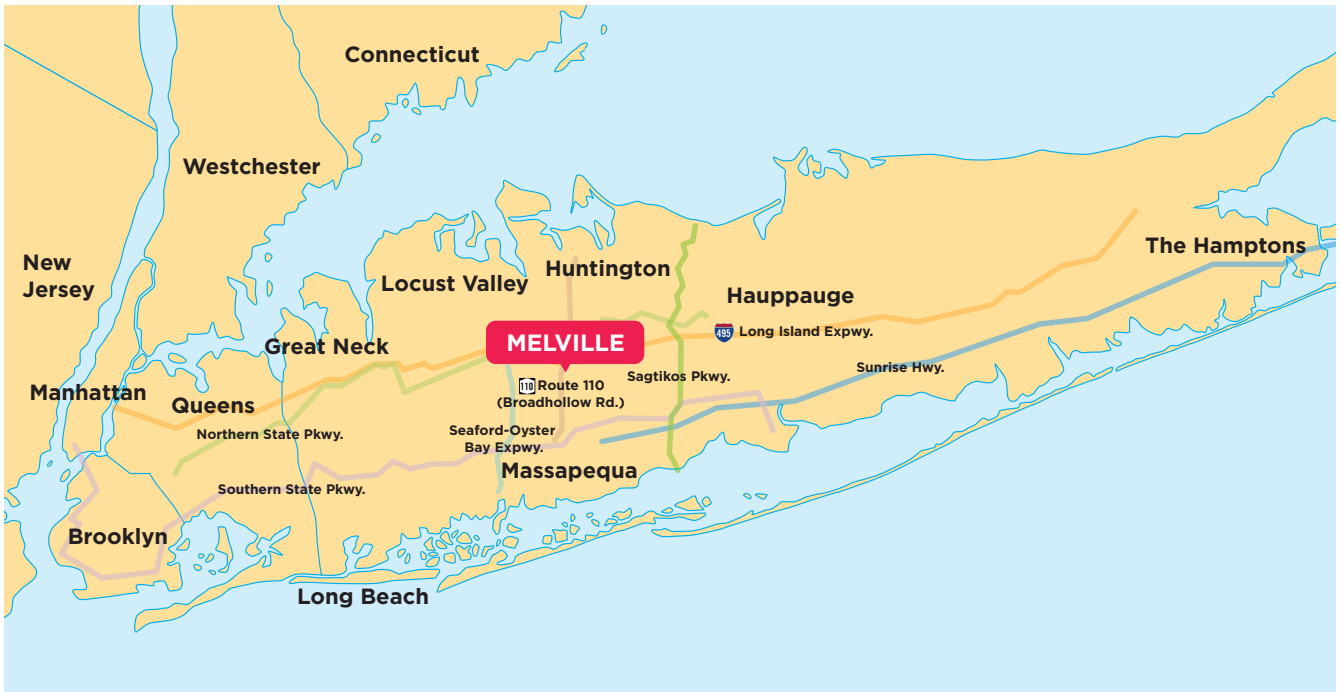 Connecticut
Westchester
The Hamptons
New
Jersey
Huntington
Locust Valley
Hauppauge
495 Long Island Expwy.
MELVILLE
Great Neck
Sunrise Hwy.
Sagtikos Pkwy.
110 Route 110
(Broadhollow Rd.)
Manhattan
Queens
Northern State Pkwy.
Seaford-Oyster
Bay Expwy.
Massapequa
Southern State Pkwy.
Brooklyn
Long Beach